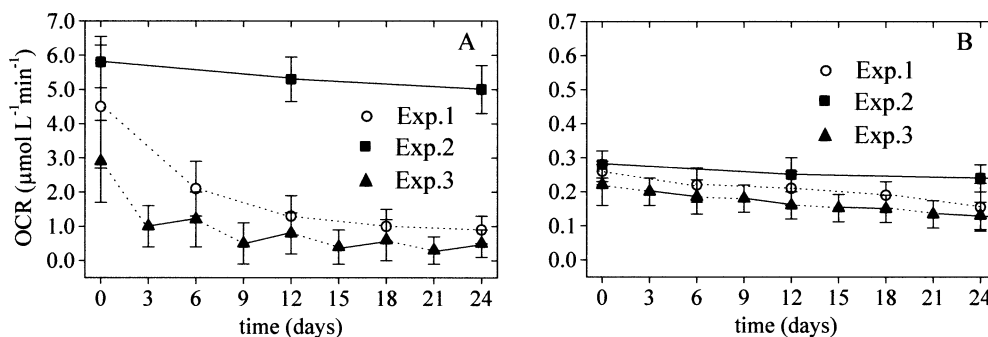 OCR (μmol L⁻¹min⁻¹)
7.0
6.0
5.0
4.0
3.0
2.0
1.0
0.0
A
Exp.1
Exp.2
Exp.3
0 3 6 9 12 15 18 21 24
time (days)
0.7
0.6
0.5
0.4
0.3
0.2
0.1
0.0
B
Exp.1
Exp.2
Exp.3
0 3 6 9 12 15 18 21 24
time (days)